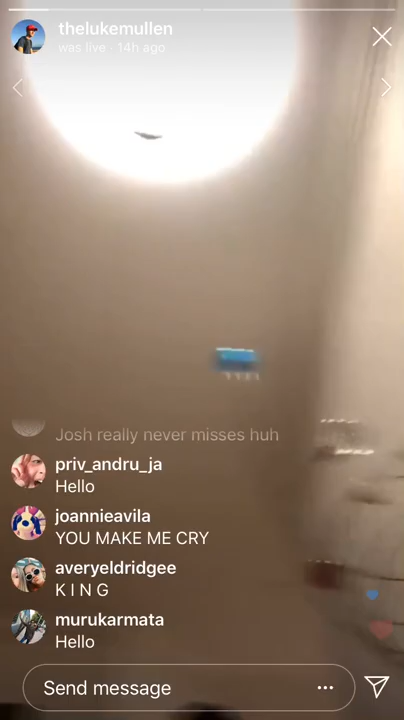 thelukemullen
was live · 14h ago
Josh really never misses huh
priv_andru_ja
Hello
joannieavila
YOU MAKE ME CRY
averyeldridgee
K I N G
murukarmata
Hello
Send message